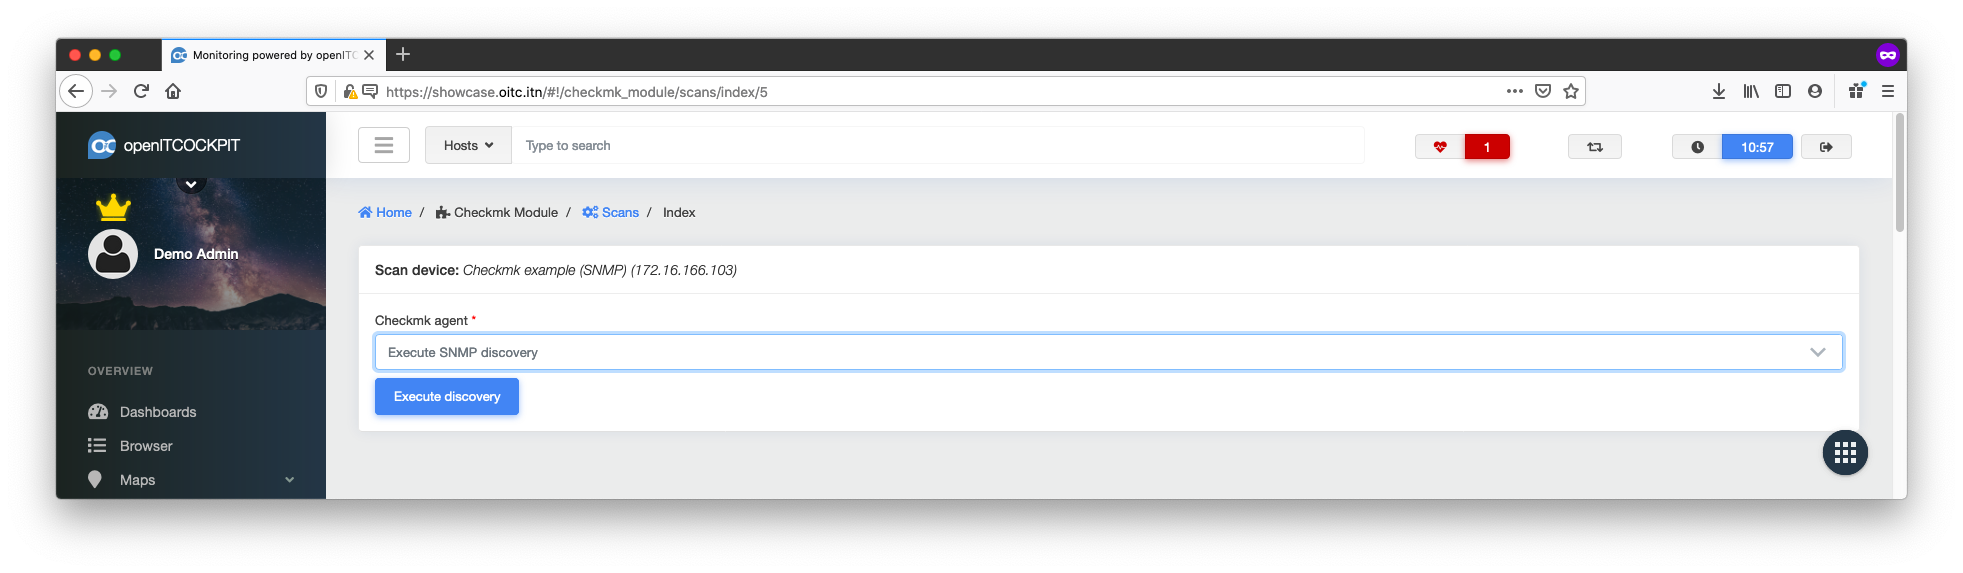 Monitoring powered by openITC
https://showcase.oitc.itn/#!/checkmk_module/scans/index/5
openITCOCKPIT
Hosts
Type to search
1
10:57
Demo Admin
Home / Checkmk Module / Scans / Index
Scan device: Checkmk example (SNMP) (172.16.166.103)
Checkmk agent *
Execute SNMP discovery
Execute discovery
OVERVIEW
Dashboards
Browser
Maps